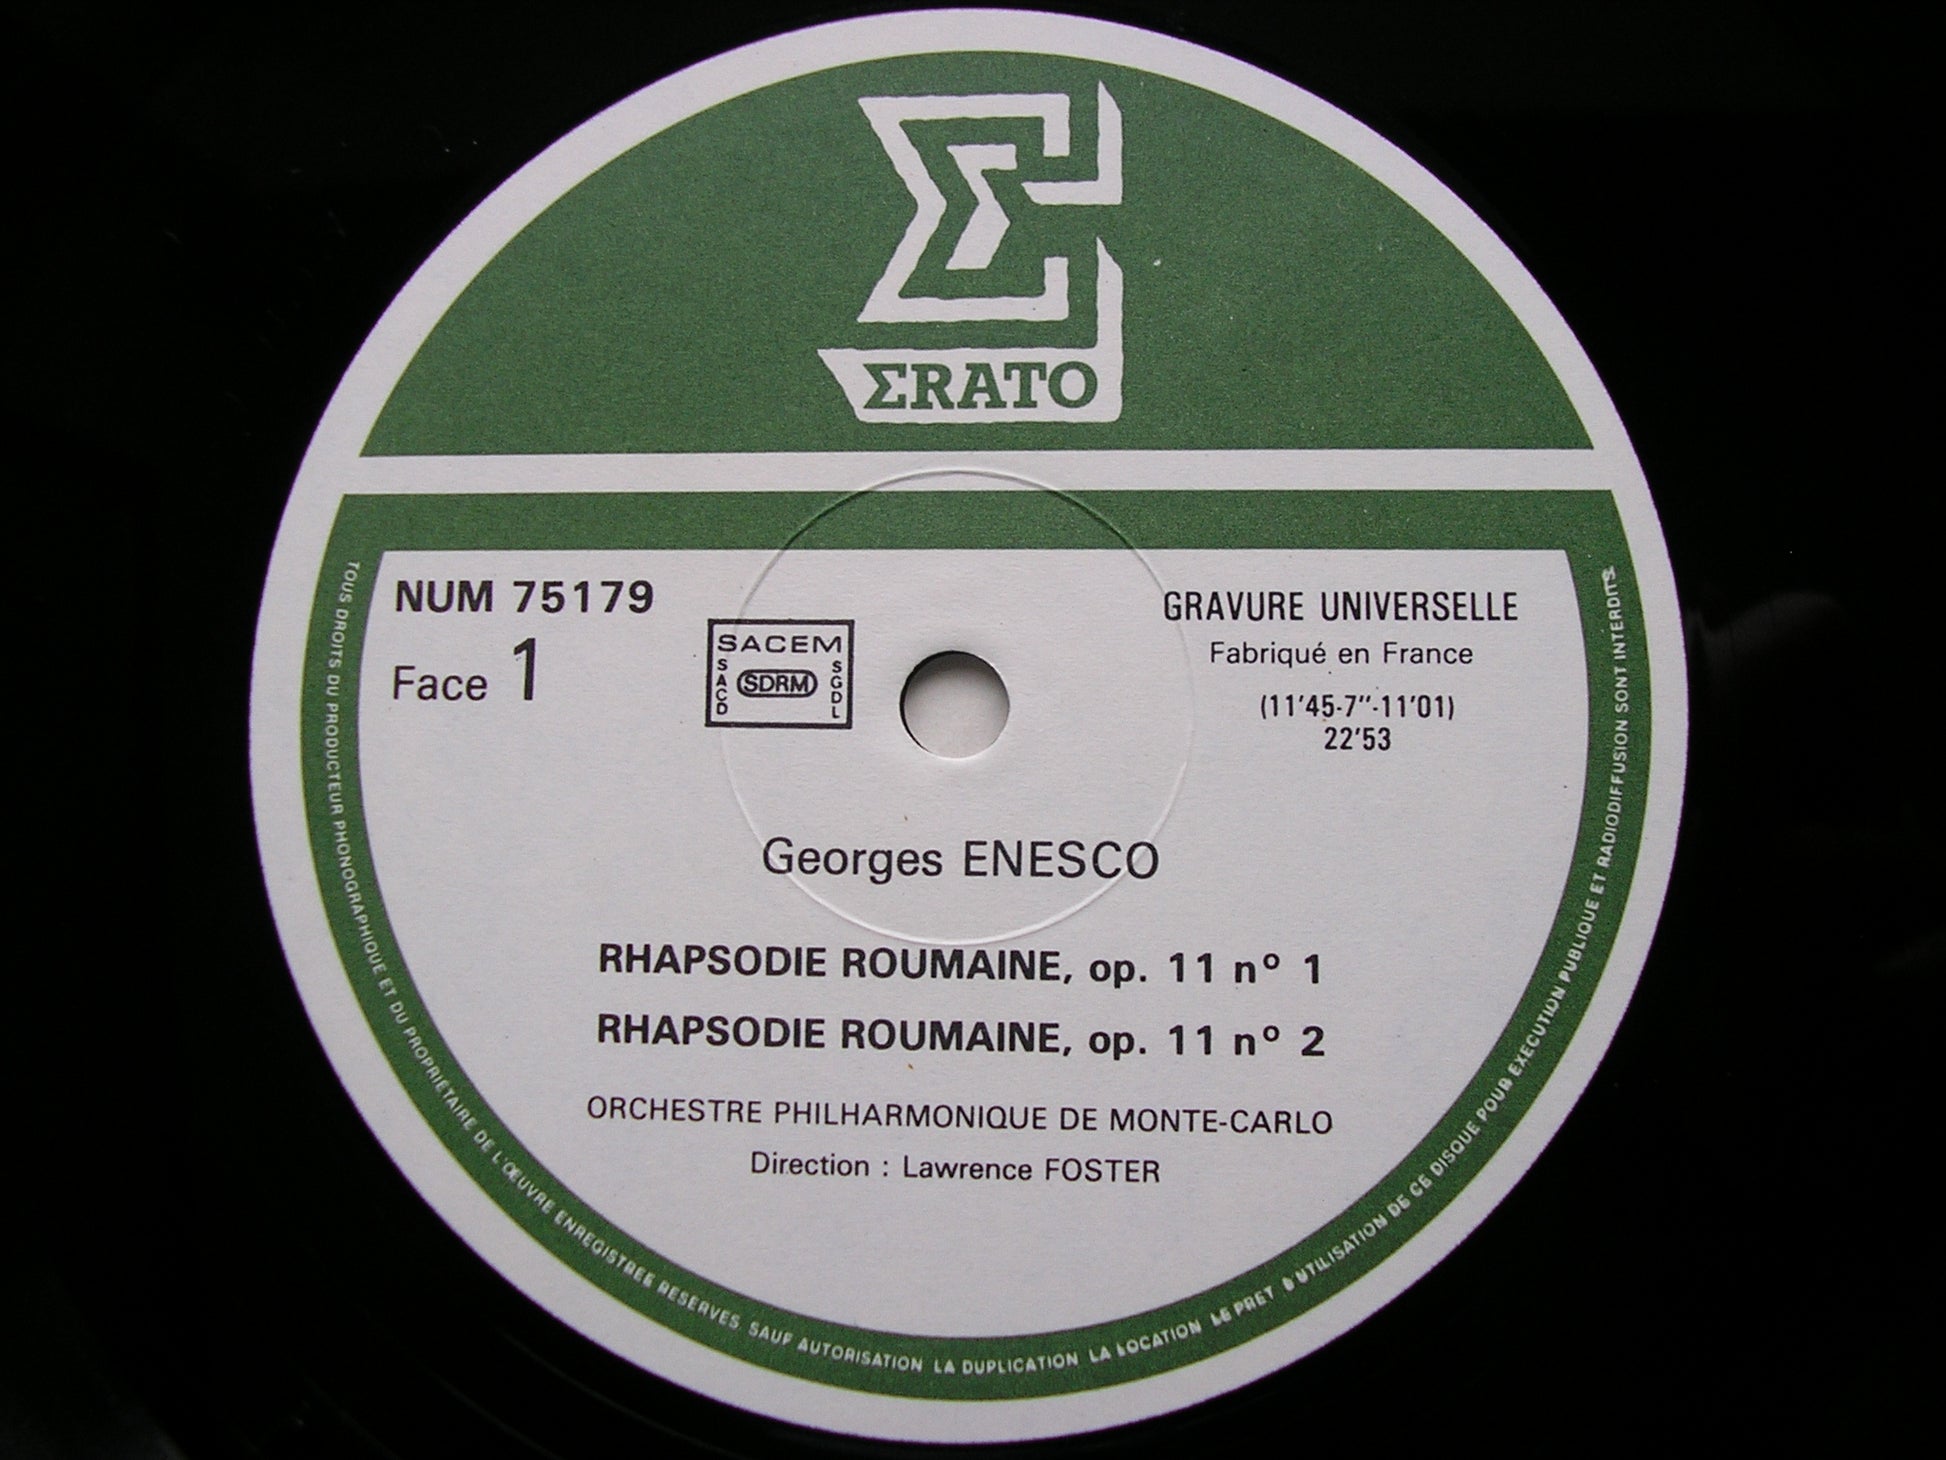 ΣRATO
NUM 75179
Face 1
SACEM
SACD
SDRM
SGDL
GRAVURE UNIVERSELLE
Fabriqué en France
(11'45-7''-11'01)
22'53
Georges ENESCO
RHAPSODIE ROUMAINE, op. 11 nº 1
RHAPSODIE ROUMAINE, op. 11 nº 2
ORCHESTRE PHILHARMONIQUE DE MONTE-CARLO
Direction : Lawrence FOSTER
TOUS DROITS DU PRODUCTEUR PHONOGRAPHIQUE ET DU PROPRIETAIRE DE L'ŒUVRE ENREGISTREE RESERVES SAUF AUTORISATION LA DUPLICATION LA LOCATION LE PRET D'UTILISATION DE CE DISQUE POUR EXECUTION PUBLIQUE ET RADIODIFFUSION SONT INTERDITS.